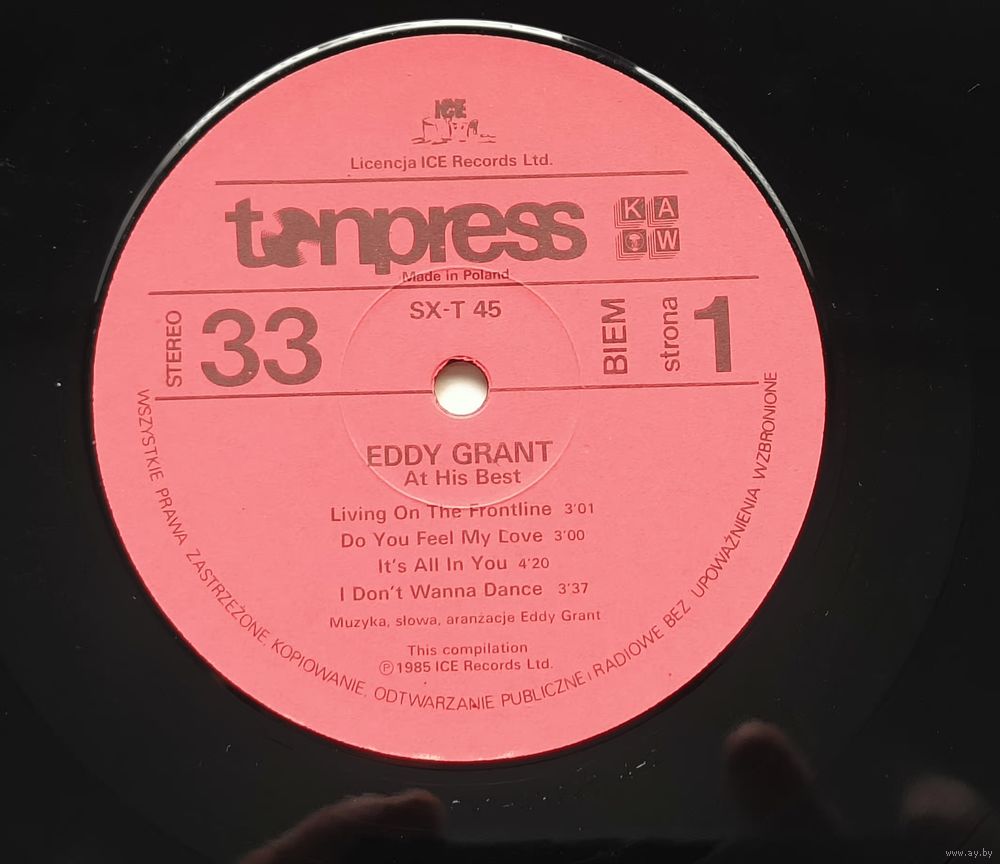 ICE
Licencja ICE Records Ltd.
tonpress
K A
W
Made in Poland
SX-T 45
STEREO
33
BIEM
strona
1
EDDY GRANT
At His Best
Living On The Frontline 3'01
Do You Feel My Love 3'00
It's All In You 4'20
I Don't Wanna Dance 3'37
Muzyka, słowa, aranżacje Eddy Grant
This compilation
Ⓟ 1985 ICE Records Ltd.
WSZYSTKIE PRAWA ZASTRZEŻONE. KOPIOWANIE, ODTWARZANIE PUBLICZNE i RADIOWE BEZ UPOWAŻNIENIA WZBRONIONE
www.ay.by